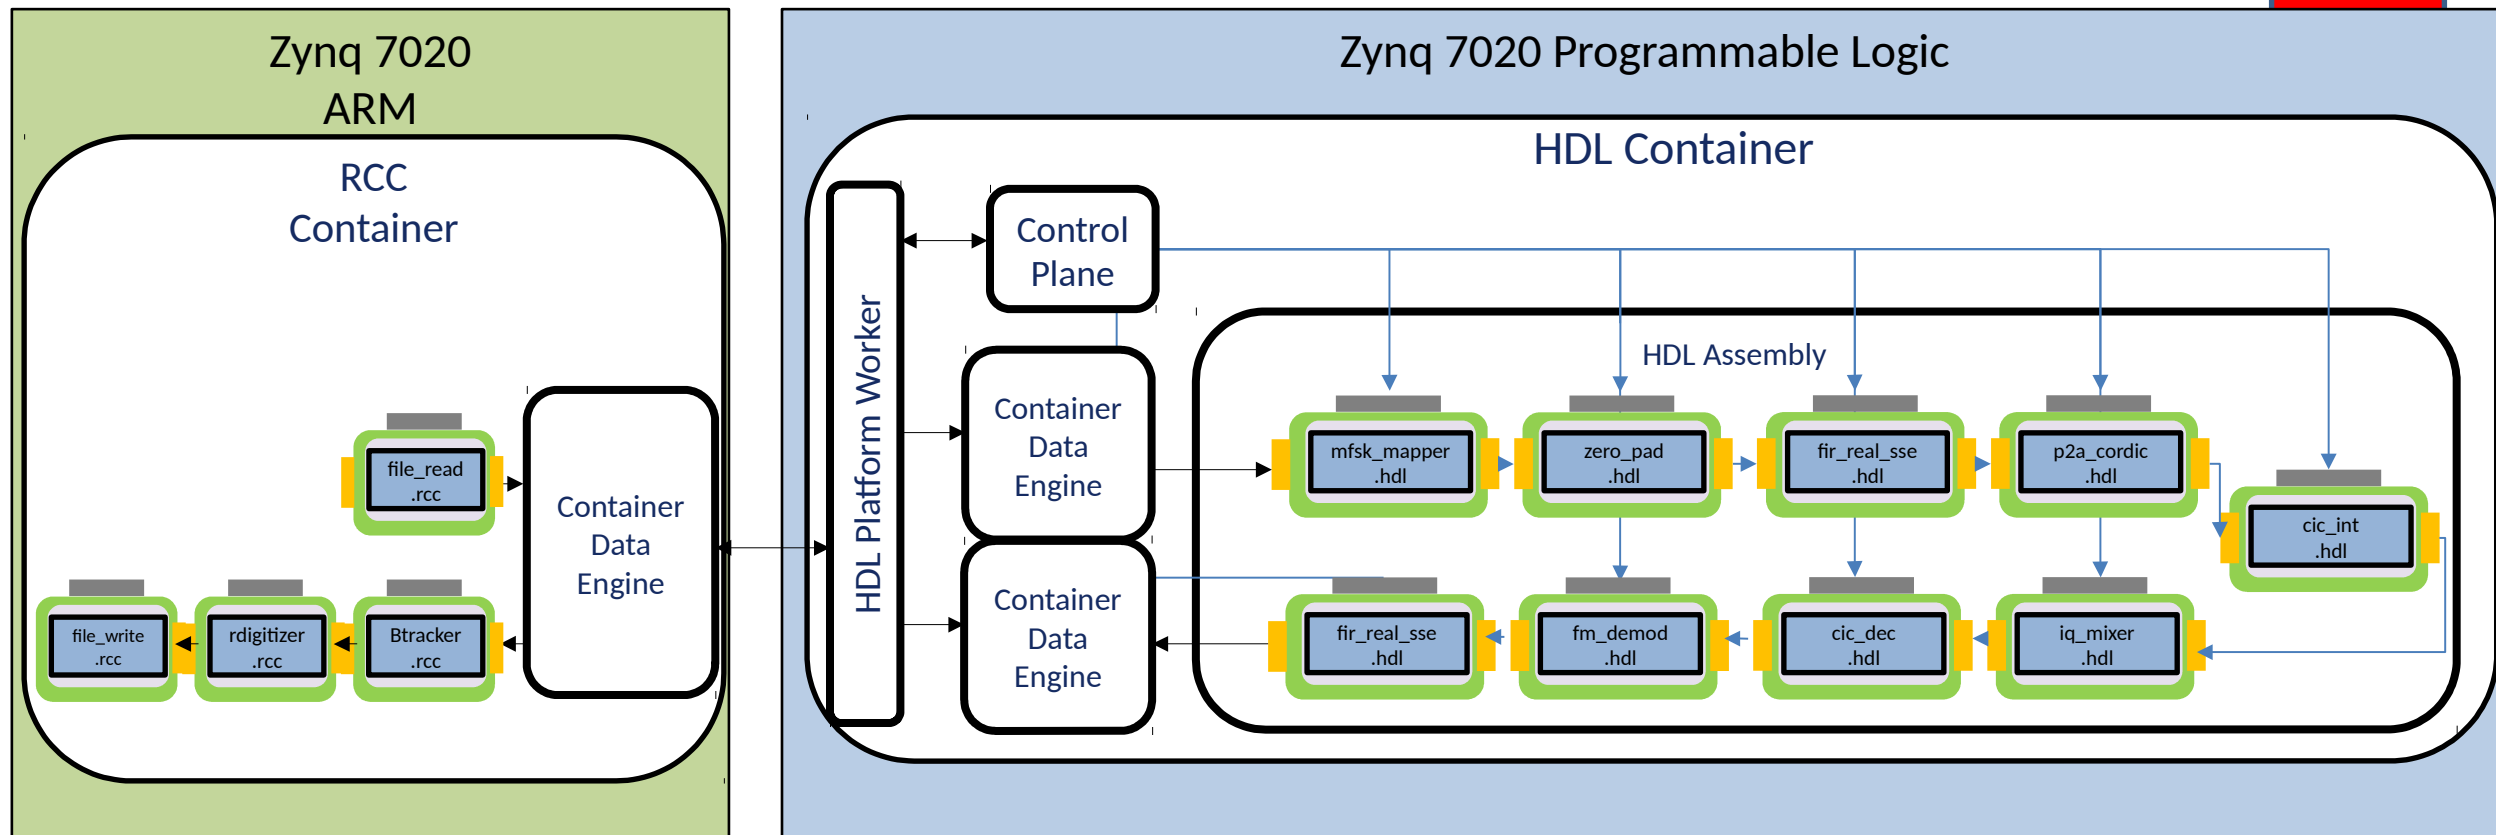 Zynq 7020
ARM
RCC
Container
file_read
.rcc
Container
Data
Engine
file_write
.rcc
rdigitizer
.rcc
Btracker
.rcc
Zynq 7020 Programmable Logic
HDL Container
HDL Platform Worker
Control
Plane
Container
Data
Engine
Container
Data
Engine
HDL Assembly
mfsk_mapper
.hdl
zero_pad
.hdl
fir_real_sse
.hdl
p2a_cordic
.hdl
cic_int
.hdl
fir_real_sse
.hdl
fm_demod
.hdl
cic_dec
.hdl
iq_mixer
.hdl